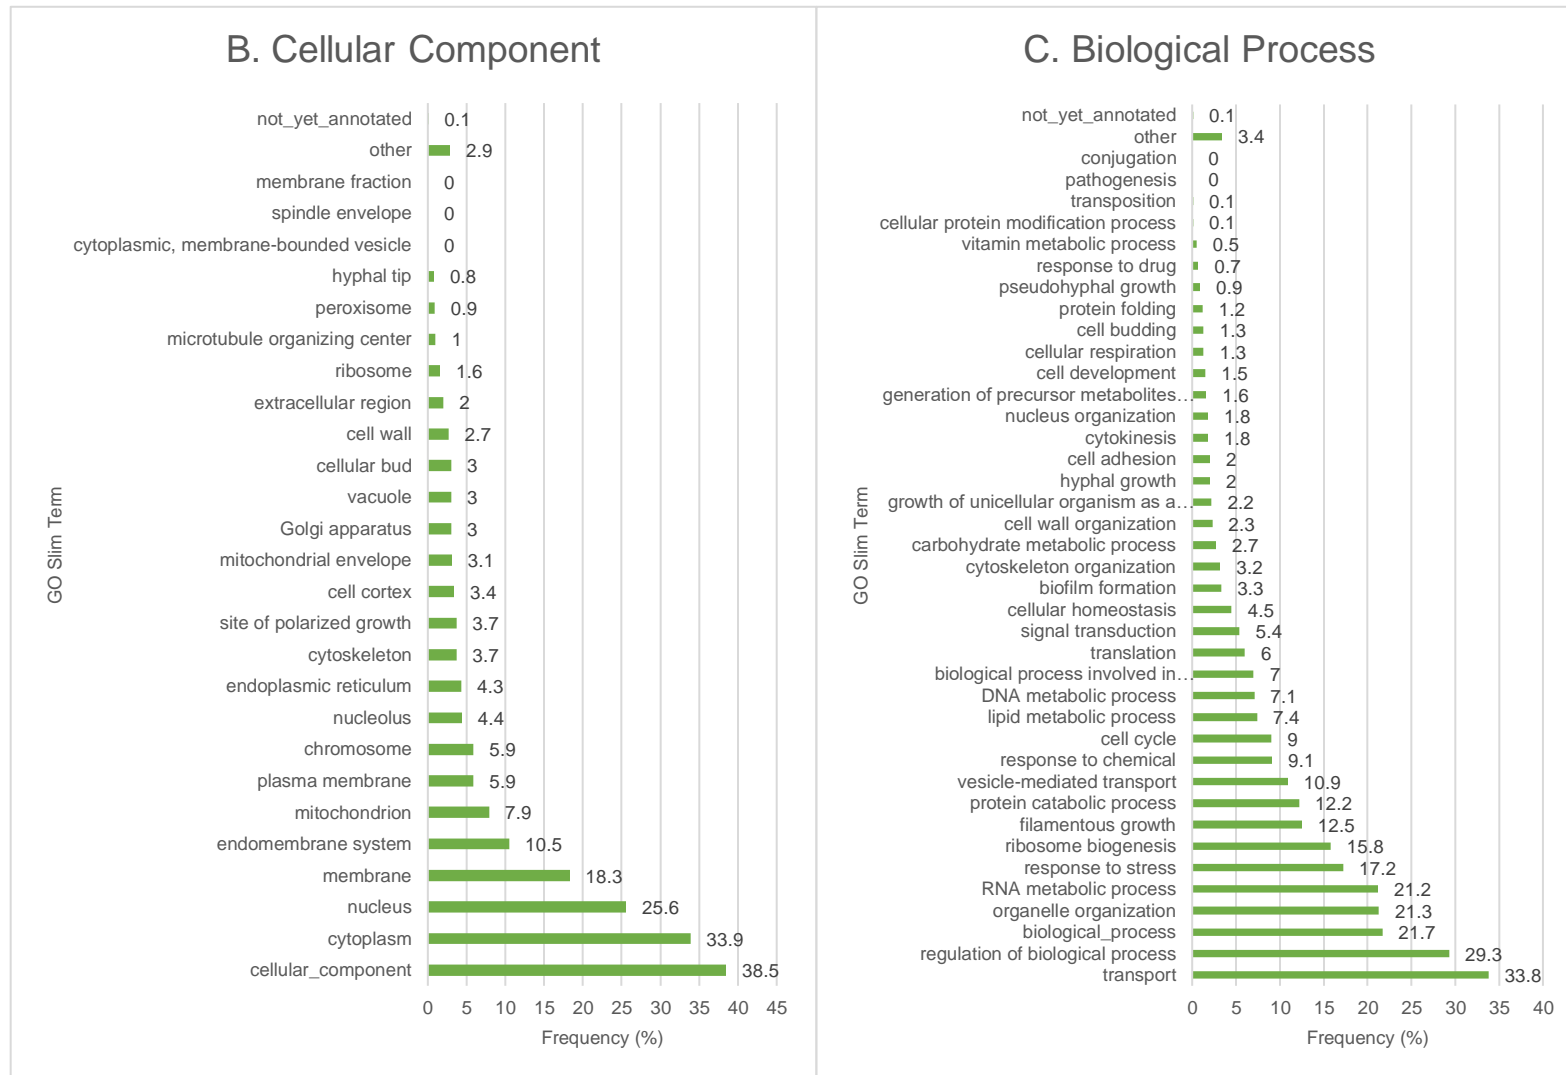 B. Cellular Component
GO Slim Term
not_yet_annotated 0.1
other 2.9
membrane fraction 0
spindle envelope 0
cytoplasmic, membrane-bounded vesicle 0
hyphal tip 0.8
peroxisome 0.9
microtubule organizing center 1
ribosome 1.6
extracellular region 2
cell wall 2.7
cellular bud 3
vacuole 3
Golgi apparatus 3
mitochondrial envelope 3.1
cell cortex 3.4
site of polarized growth 3.7
cytoskeleton 3.7
endoplasmic reticulum 4.3
nucleolus 4.4
chromosome 5.9
plasma membrane 5.9
mitochondrion 7.9
endomembrane system 10.5
membrane 18.3
nucleus 25.6
cytoplasm 33.9
cellular_component 38.5
0 5 10 15 20 25 30 35 40 45
Frequency (%)
C. Biological Process
GO Slim Term
not_yet_annotated 0.1
other 3.4
conjugation 0
pathogenesis 0
transposition 0.1
cellular protein modification process 0.1
vitamin metabolic process 0.5
response to drug 0.7
pseudohyphal growth 0.9
protein folding 1.2
cell budding 1.3
cellular respiration 1.3
cell development 1.5
generation of precursor metabolites… 1.6
nucleus organization 1.8
cytokinesis 1.8
cell adhesion 2
hyphal growth 2
growth of unicellular organism as a… 2.2
cell wall organization 2.3
carbohydrate metabolic process 2.7
cytoskeleton organization 3.2
biofilm formation 3.3
cellular homeostasis 4.5
signal transduction 5.4
translation 6
biological process involved in… 7
DNA metabolic process 7.1
lipid metabolic process 7.4
cell cycle 9
response to chemical 9.1
vesicle-mediated transport 10.9
protein catabolic process 12.2
filamentous growth 12.5
ribosome biogenesis 15.8
response to stress 17.2
RNA metabolic process 21.2
organelle organization 21.3
biological_process 21.7
regulation of biological process 29.3
transport 33.8
0 5 10 15 20 25 30 35 40
Frequency (%)